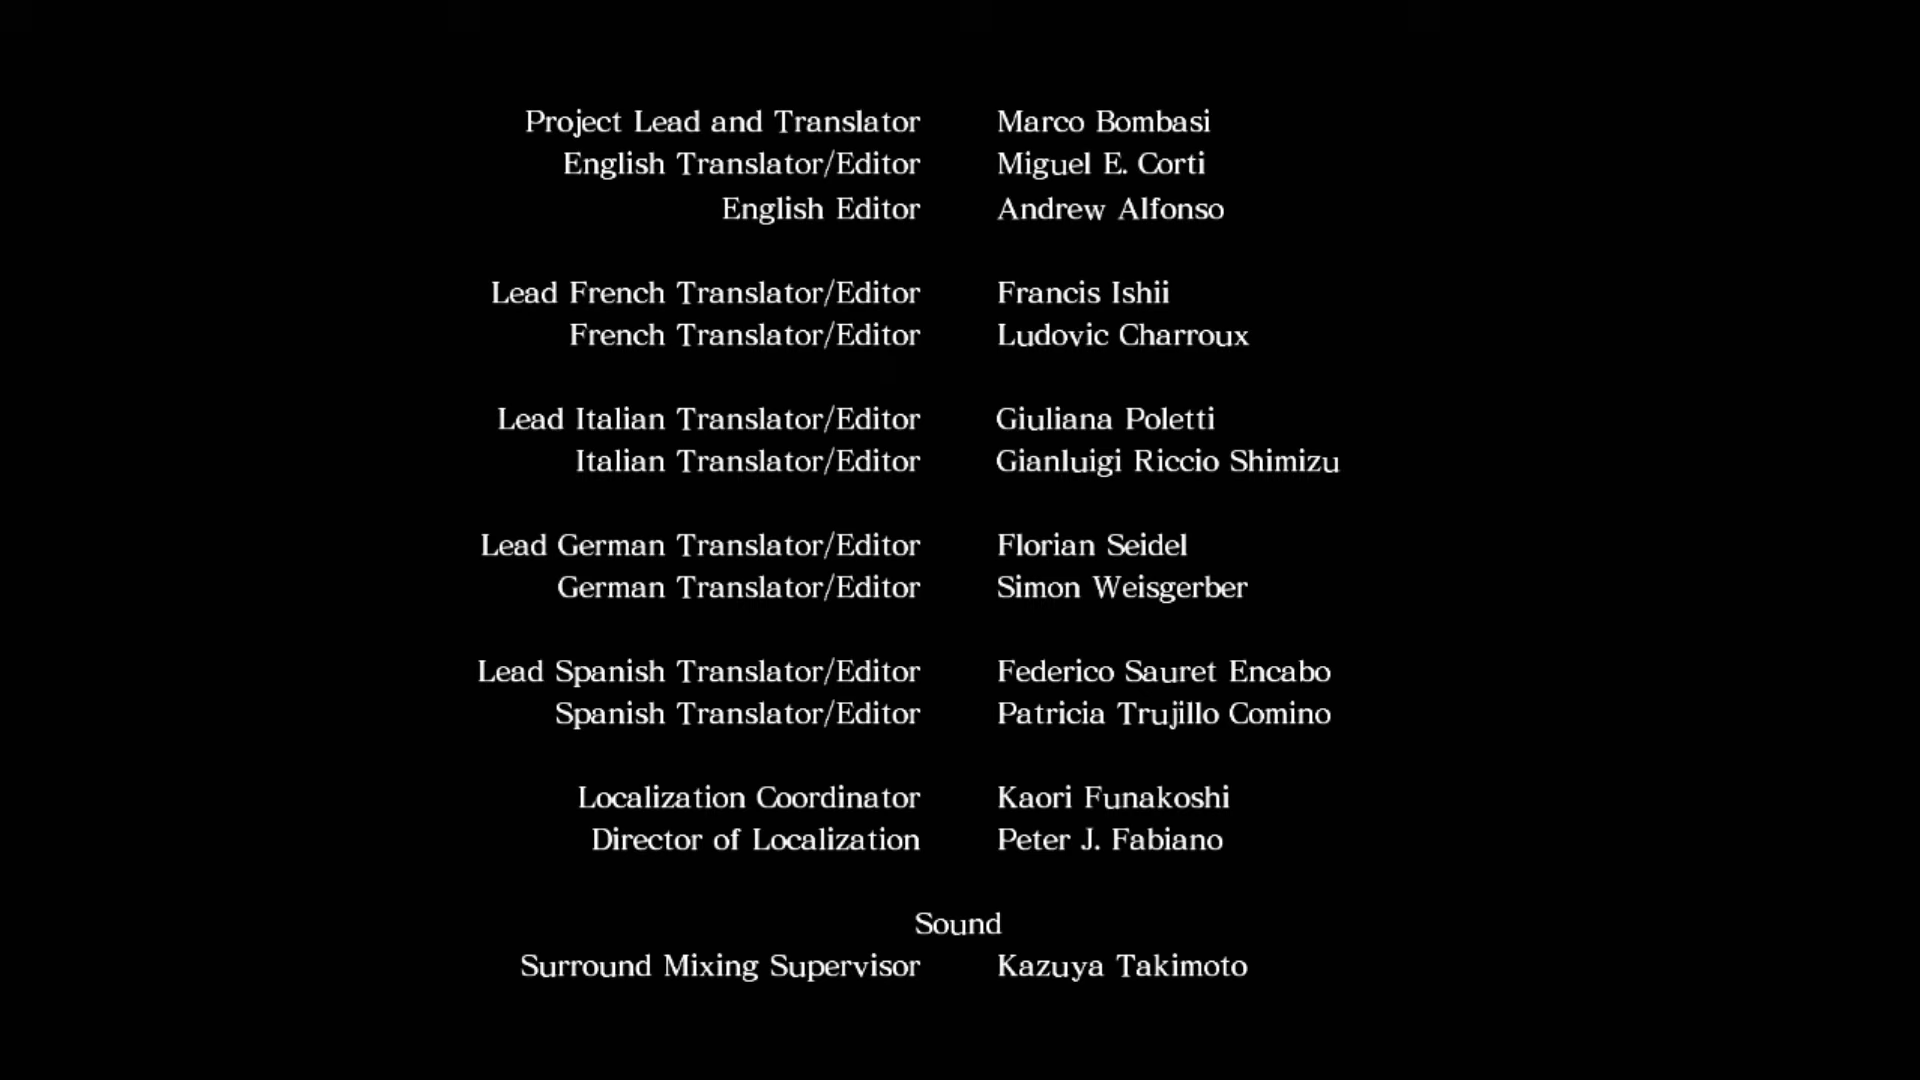 Project Lead and Translator Marco Bombasi
English Translator/Editor Miguel E. Corti
English Editor Andrew Alfonso
Lead French Translator/Editor Francis Ishii
French Translator/Editor Ludovic Charroux
Lead Italian Translator/Editor Giuliana Poletti
Italian Translator/Editor Gianluigi Riccio Shimizu
Lead German Translator/Editor Florian Seidel
German Translator/Editor Simon Weisgerber
Lead Spanish Translator/Editor Federico Sauret Encabo
Spanish Translator/Editor Patricia Trujillo Comino
Localization Coordinator Kaori Funakoshi
Director of Localization Peter J. Fabiano
Sound
Surround Mixing Supervisor Kazuya Takimoto